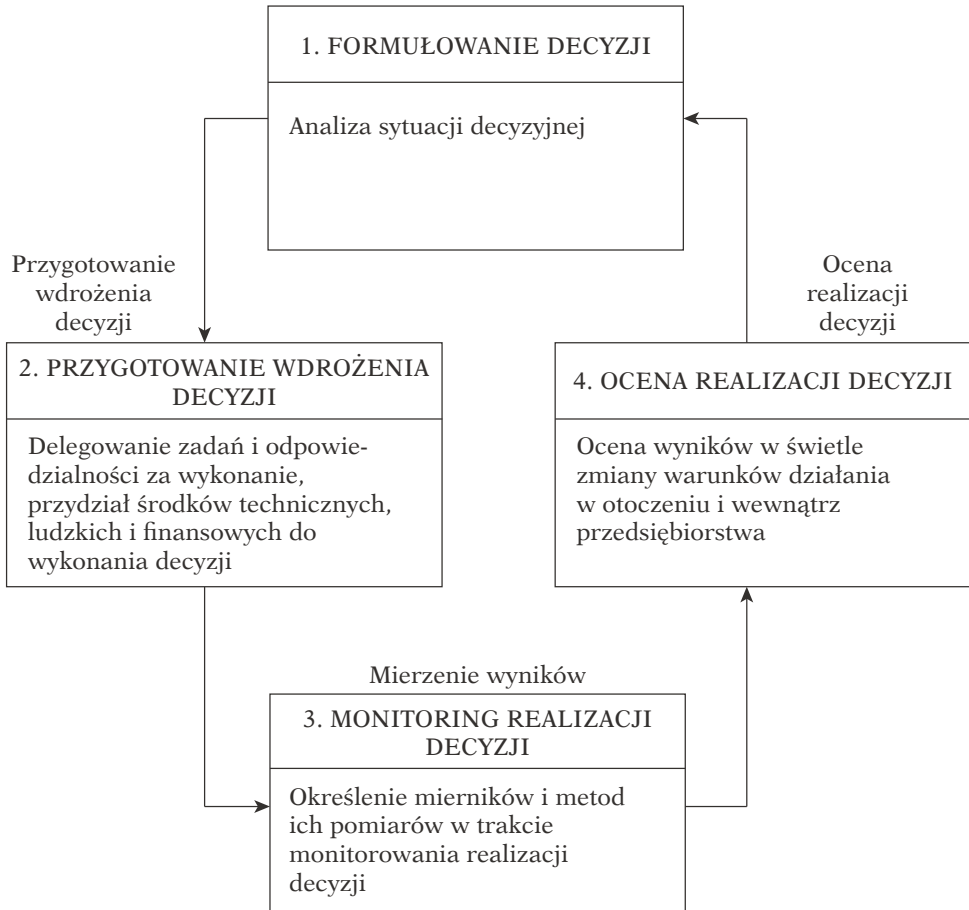 1. FORMUŁOWANIE DECYZJI
Analiza sytuacji decyzyjnej
Przygotowanie
wdrożenia
decyzji
Ocena
realizacji
decyzji
2. PRZYGOTOWANIE WDROŻENIA
DECYZJI
Delegowanie zadań i odpowie-
dzialności za wykonanie,
przydział środków technicznych,
ludzkich i finansowych do
wykonania decyzji
4. OCENA REALIZACJI DECYZJI
Ocena wyników w świetle
zmiany warunków działania
w otoczeniu i wewnątrz
przedsiębiorstwa
Mierzenie wyników
3. MONITORING REALIZACJI
DECYZJI
Określenie mierników i metod
ich pomiarów w trakcie
monitorowania realizacji
decyzji